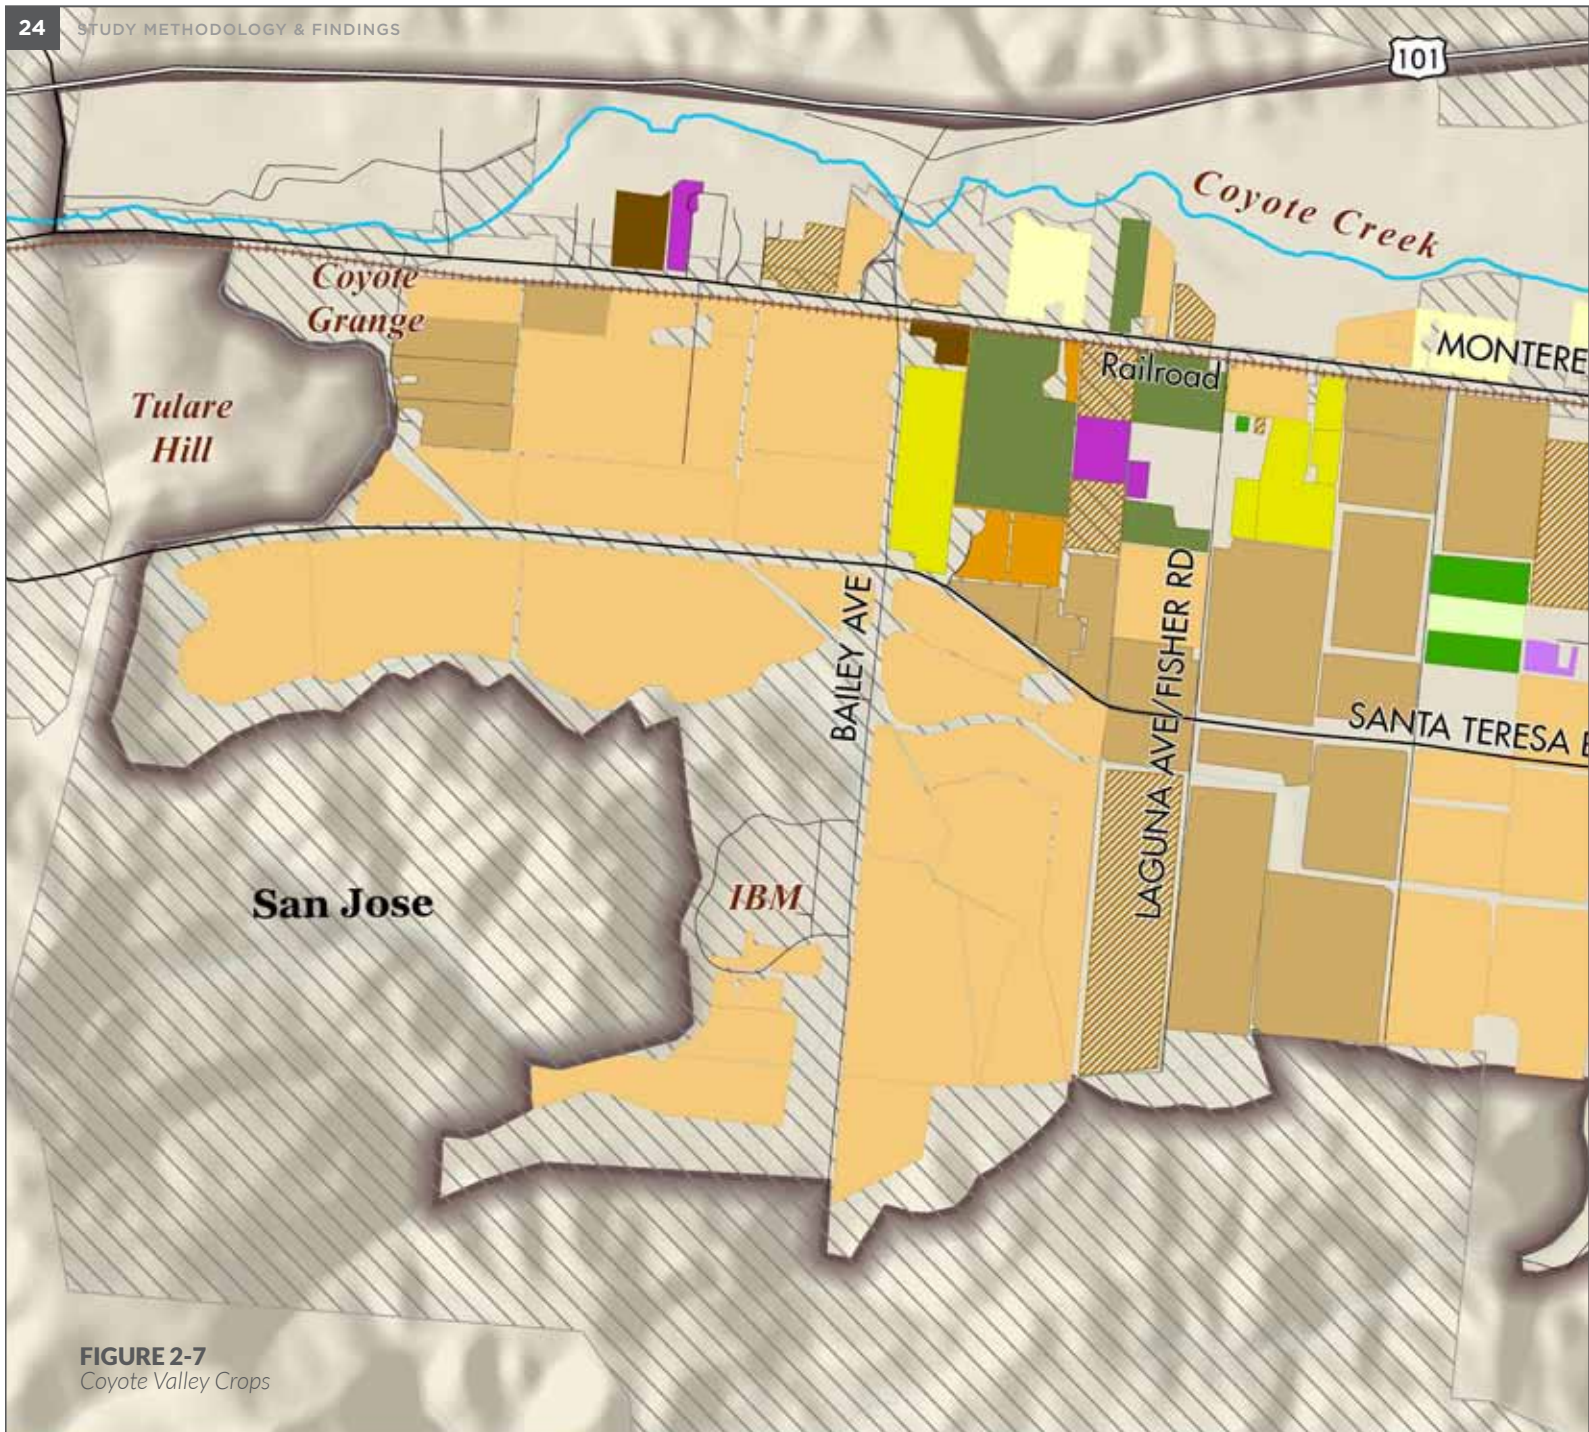 24
STUDY METHODOLOGY & FINDINGS
101
Coyote Creek
Coyote
Grange
MONTERE
Railroad
Tulare
Hill
BAILEY AVE
LAGUNA AVE/FISHER RD
SANTA TERESA
IBM
San Jose
FIGURE 2-7
Coyote Valley Crops